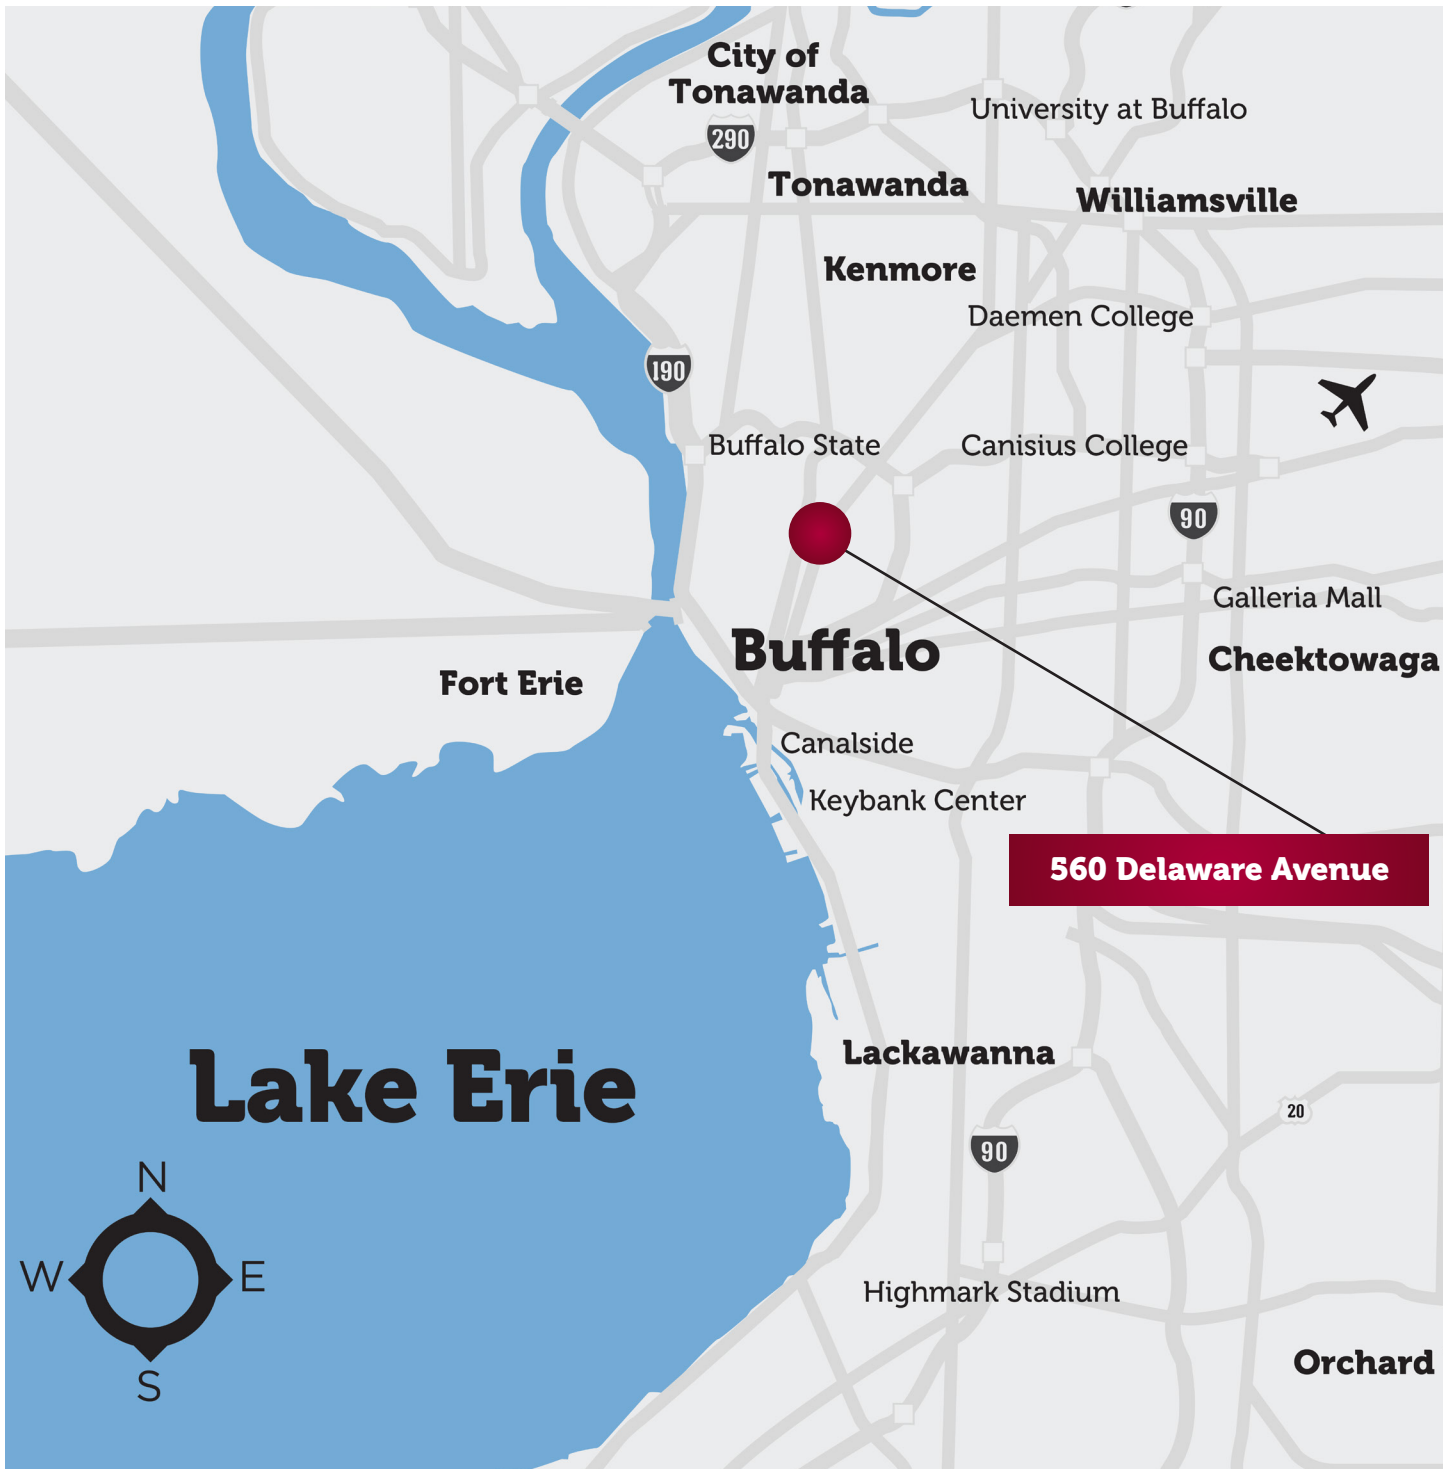 City of
Tonawanda
University at Buffalo
290
Tonawanda
Williamsville
Kenmore
Daemen College
190
Buffalo State
Canisius College
90
Galleria Mall
Buffalo
Cheektowaga
Fort Erie
Canalside
Keybank Center
560 Delaware Avenue
Lackawanna
Lake Erie
20
90
N
W
E
Highmark Stadium
Orchard
S